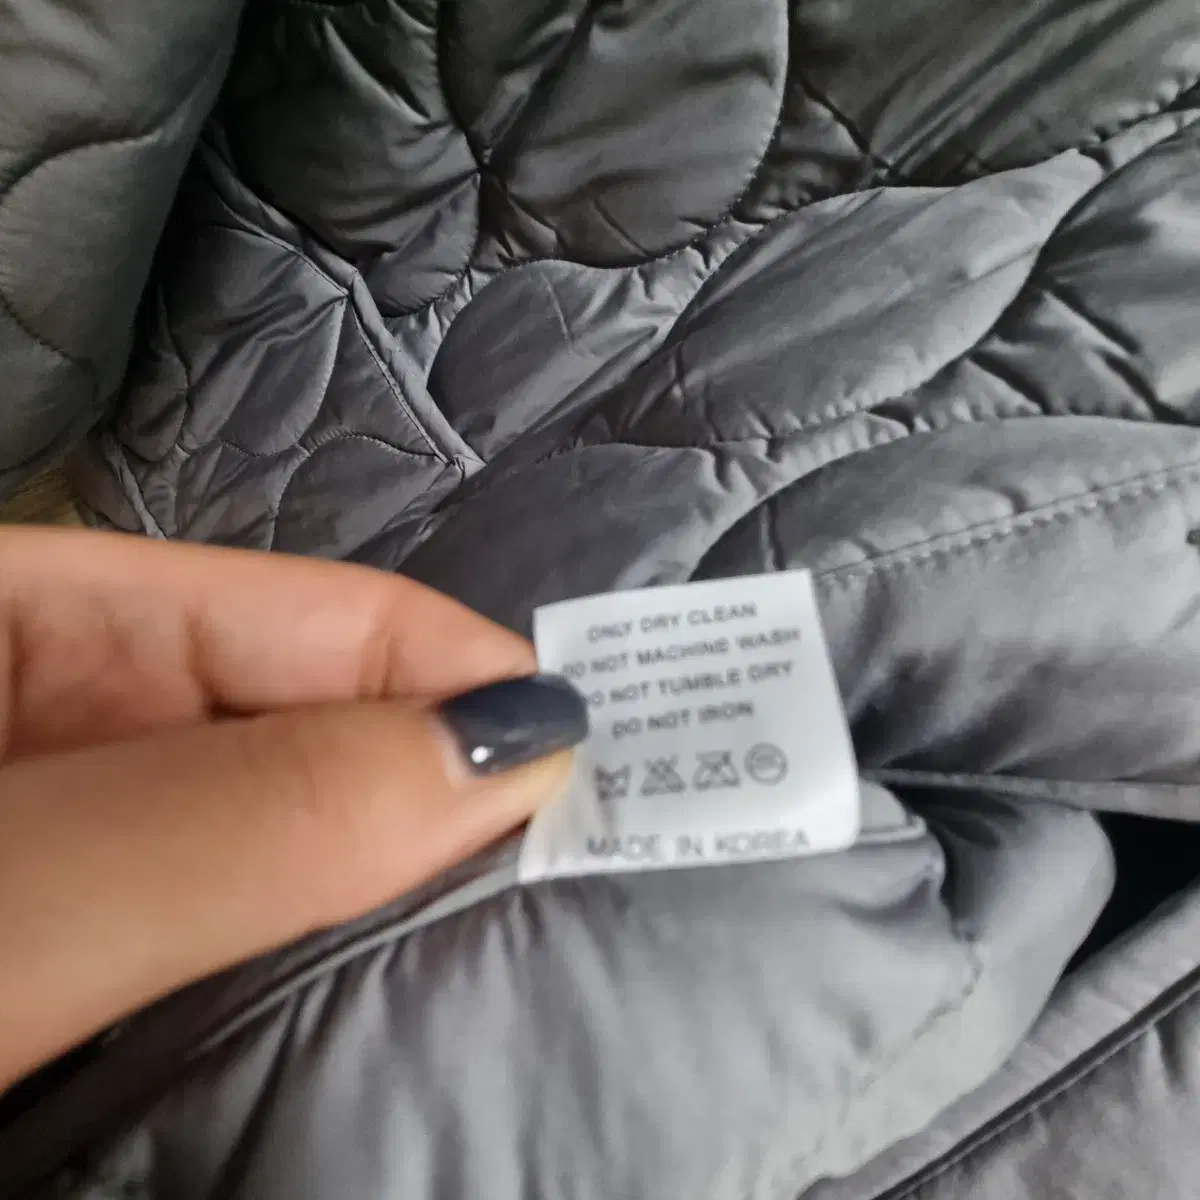 ONLY DRY CLEAN
DO NOT MACHINE WASH
DO NOT TUMBLE DRY
DO NOT IRON
MADE IN KOREA